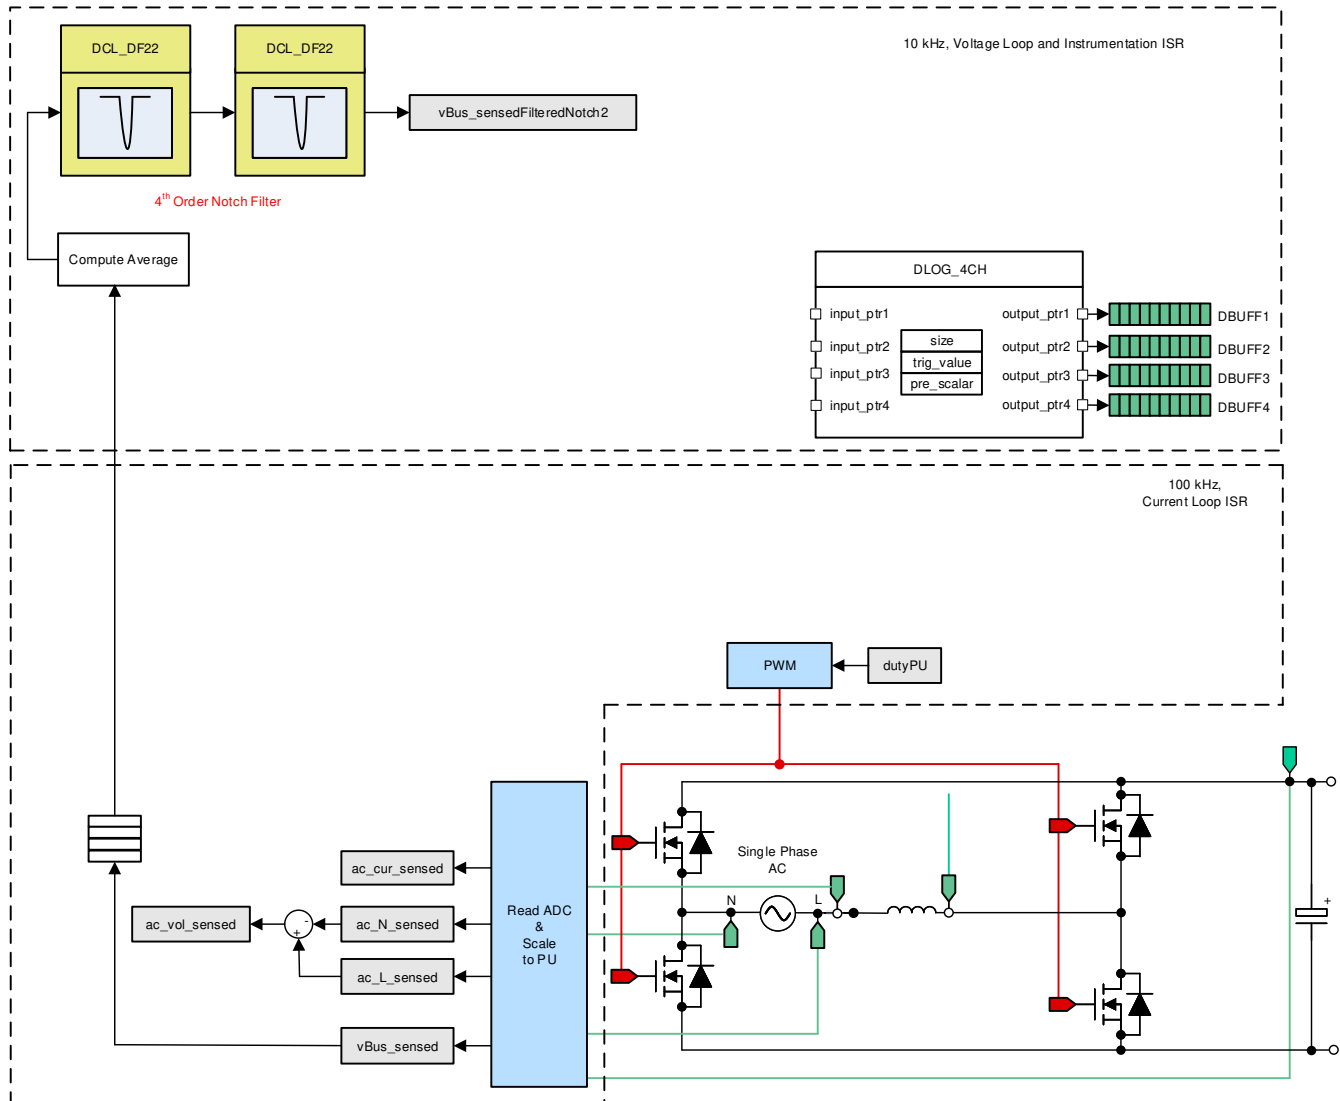 DCL_DF22
DCL_DF22
10 kHz, Voltage Loop and Instrumentation ISR
vBus_sensedFilteredNotch2
4th Order Notch Filter
Compute Average
DLOG_4CH
input_ptr1
input_ptr2
input_ptr3
input_ptr4
size
trig_value
pre_scalar
output_ptr1
output_ptr2
output_ptr3
output_ptr4
DBUFF1
DBUFF2
DBUFF3
DBUFF4
100 kHz,
Current Loop ISR
PWM
dutyPU
Single Phase
AC
N
L
+
ac_cur_sensed
ac_N_sensed
ac_L_sensed
vBus_sensed
ac_vol_sensed
-
+
Read ADC
&
Scale
to PU